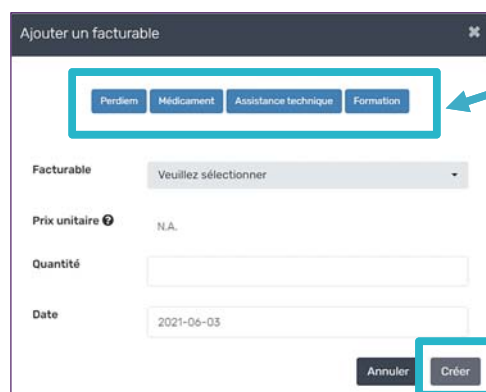 Ajouter un facturable ✖
Perdiem Médicament Assistance technique Formation
Facturable Veuillez sélectionner
Prix unitaire N.A.
Quantité
Date 2021-06-03
Annuler Créer